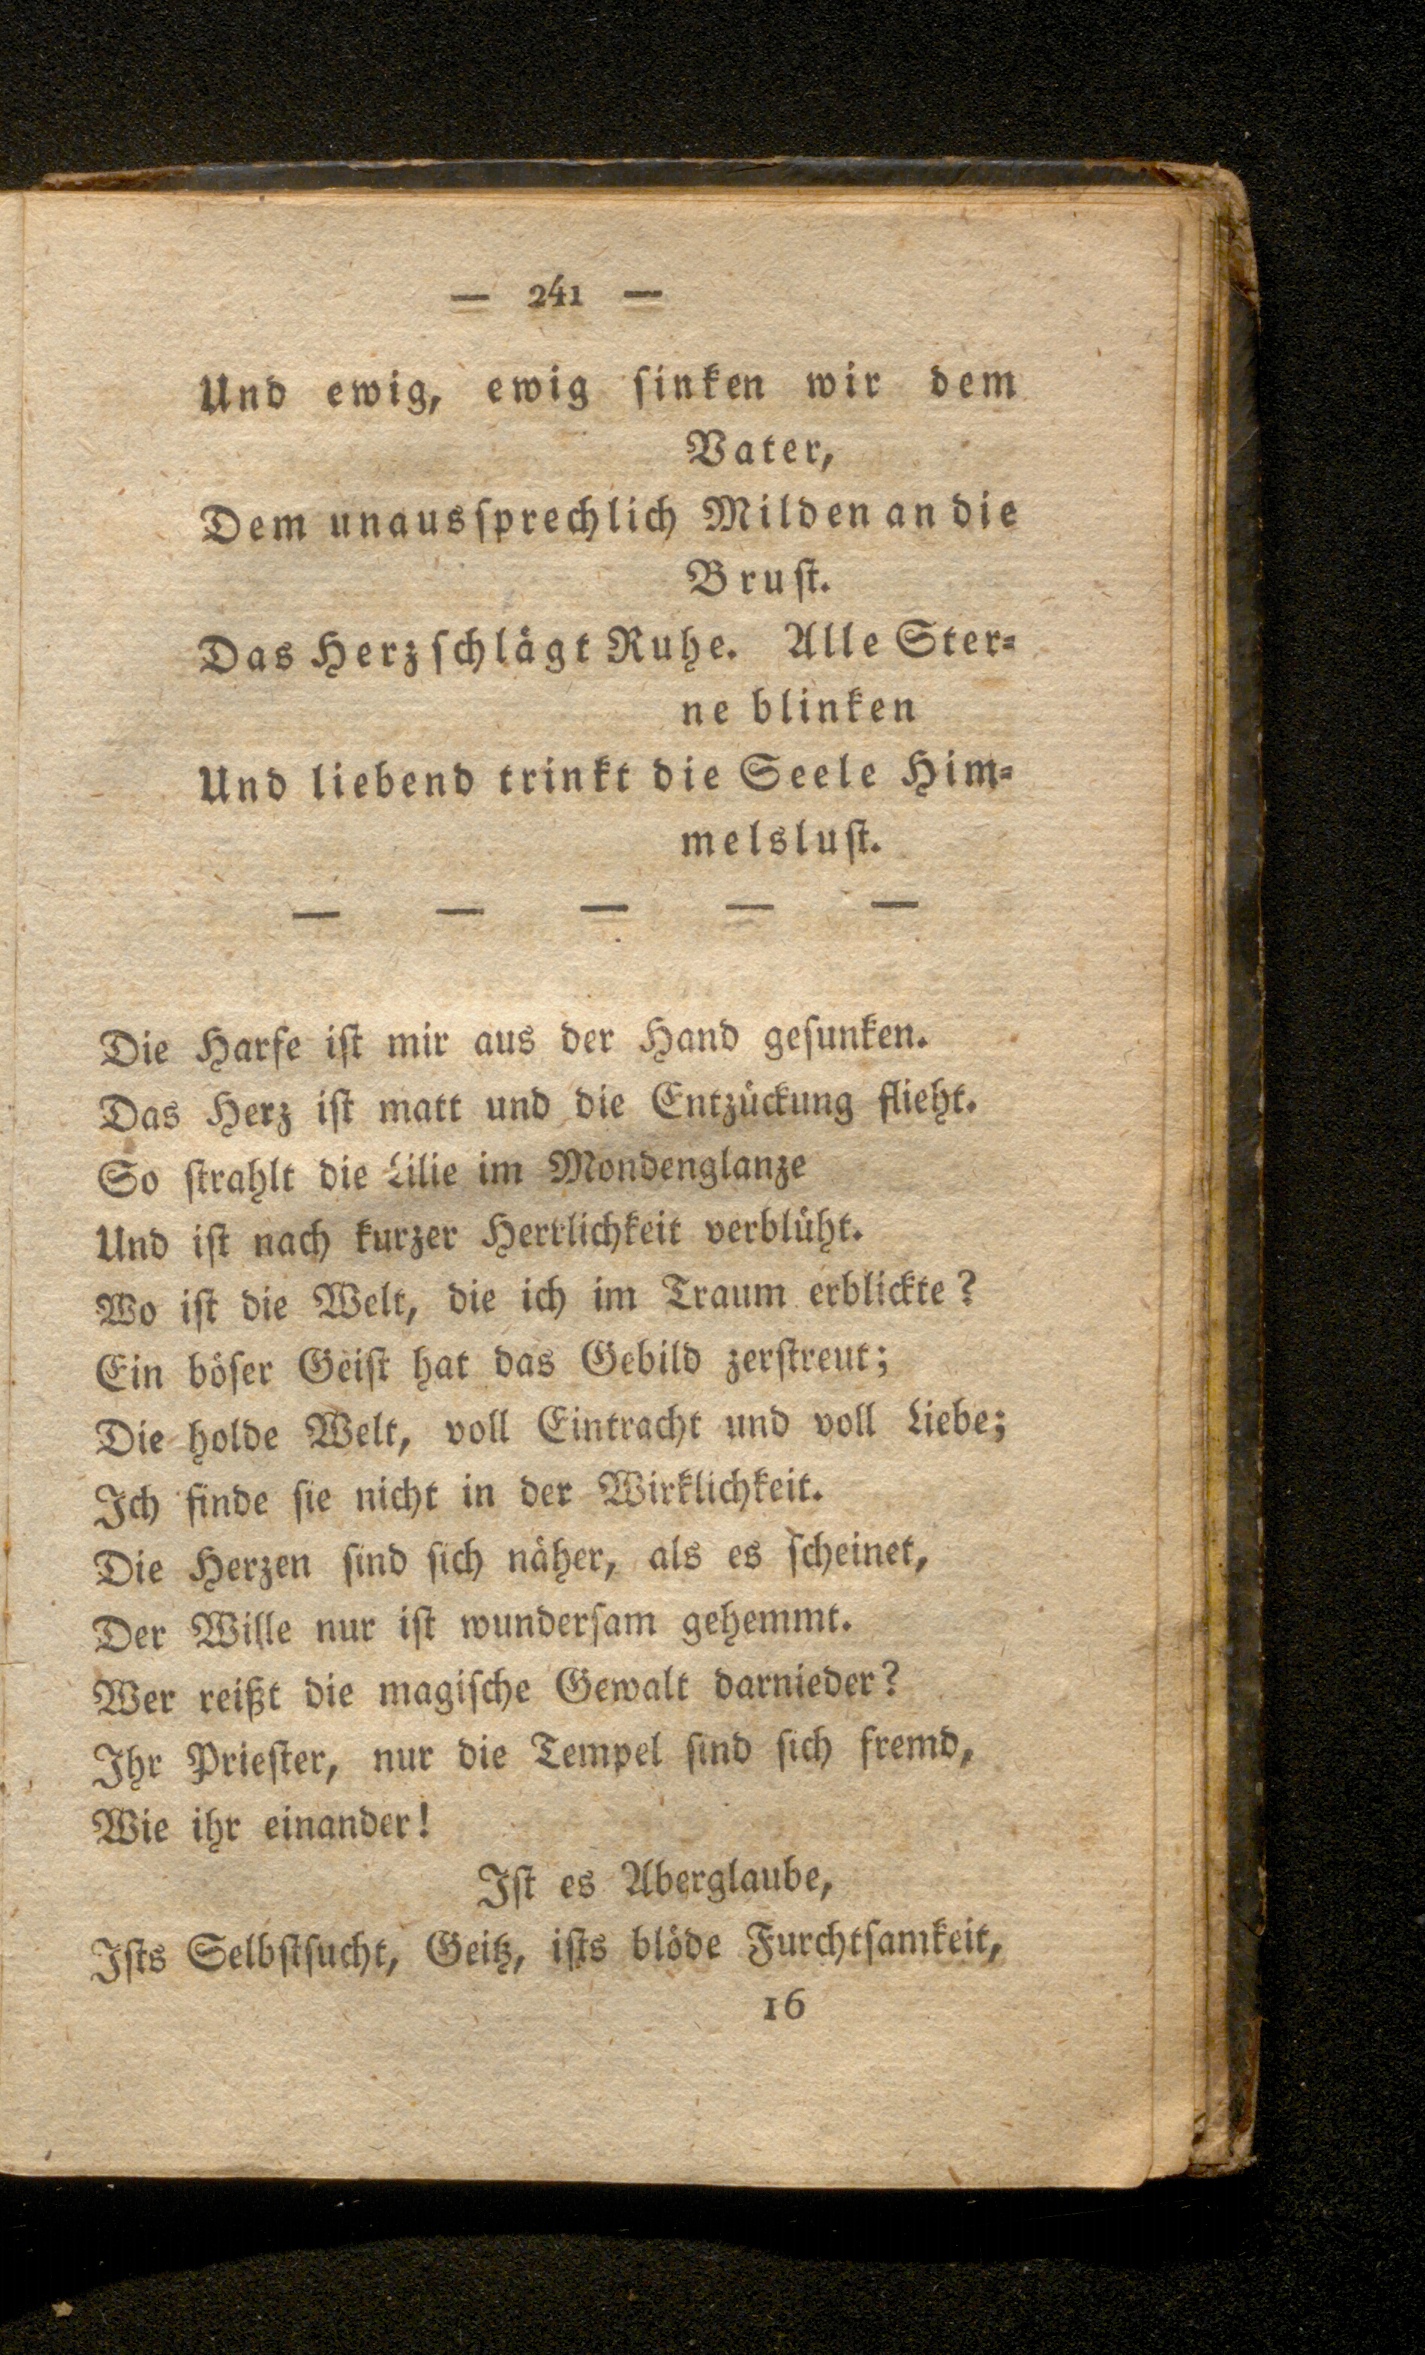 — 241 —
Und ewig, ewig ſinken wir dem
Vater,
Dem unausſprechlich Milden an die
Bruſt.
Das Herz ſchlägt Ruhe. Alle Ster-
ne blinken
Und liebend trinkt die Seele Him-
melsluſt.
— — — — —
Die Harfe iſt mir aus der Hand geſunken.
Das Herz iſt matt und die Entzückung flieht.
So ſtrahlt die Lilie im Mondenglanze
Und iſt nach kurzer Herrlichkeit verblüht.
Wo iſt die Welt, die ich im Traum erblickte?
Ein böſer Geiſt hat das Gebild zerſtreut;
Die holde Welt, voll Eintracht und voll Liebe;
Ich finde ſie nicht in der Wirklichkeit.
Die Herzen ſind ſich näher, als es ſcheinet,
Der Wille nur iſt wunderſam gehemmt.
Wer reißt die magiſche Gewalt darnieder?
Ihr Prieſter, nur die Tempel ſind ſich fremd,
Wie ihr einander!
Iſt es Aberglaube,
Iſts Selbſtſucht, Geitz, iſts blöde Furchtſamkeit,
16